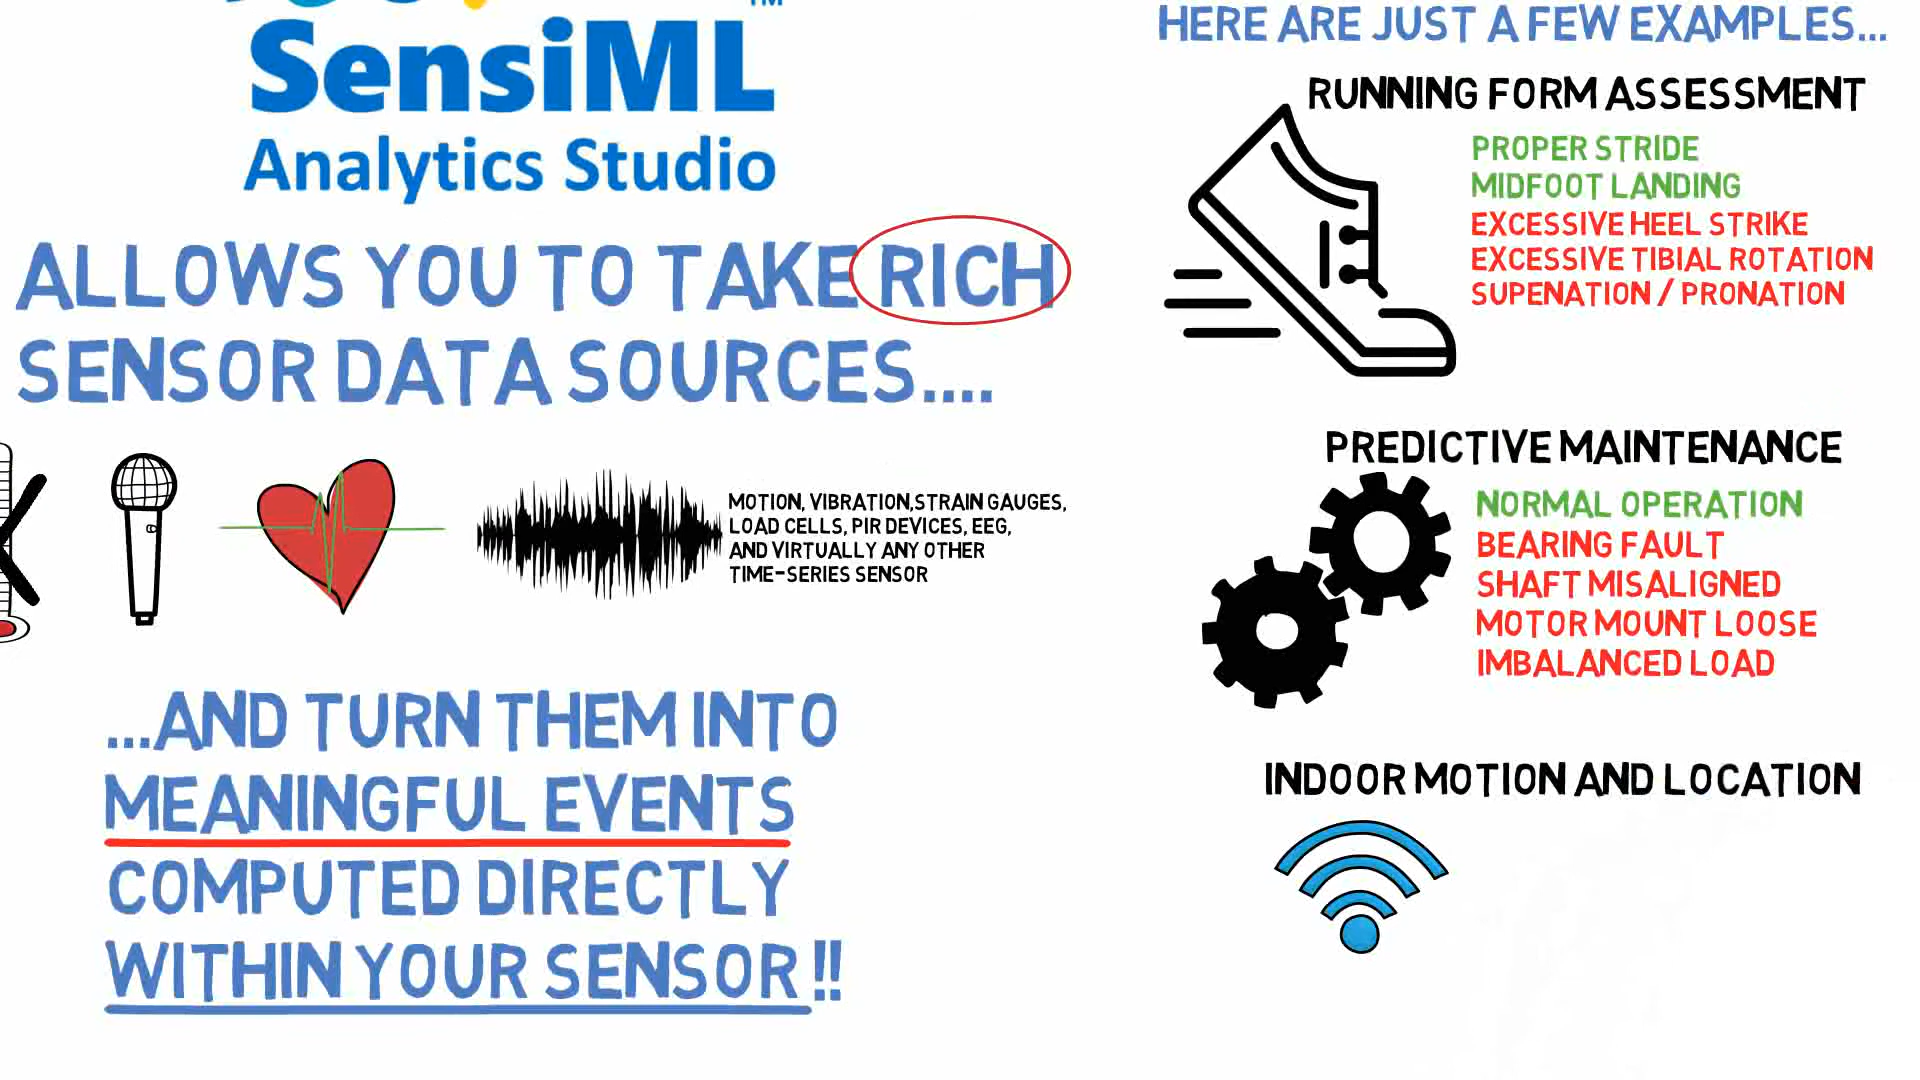 TM
SensiML
Analytics Studio
ALLOWS YOU TO TAKE RICH
SENSOR DATA SOURCES....
MOTION, VIBRATION,STRAIN GAUGES,
LOAD CELLS, PIR DEVICES, EEG,
AND VIRTUALLY ANY OTHER
TIME-SERIES SENSOR
...AND TURN THEM INTO
MEANINGFUL EVENTS
COMPUTED DIRECTLY
WITHIN YOUR SENSOR !!
HERE ARE JUST A FEW EXAMPLES...
RUNNING FORM ASSESSMENT
PROPER STRIDE
MIDFOOT LANDING
EXCESSIVE HEEL STRIKE
EXCESSIVE TIBIAL ROTATION
SUPENATION / PRONATION
PREDICTIVE MAINTENANCE
NORMAL OPERATION
BEARING FAULT
SHAFT MISALIGNED
MOTOR MOUNT LOOSE
IMBALANCED LOAD
INDOOR MOTION AND LOCATION